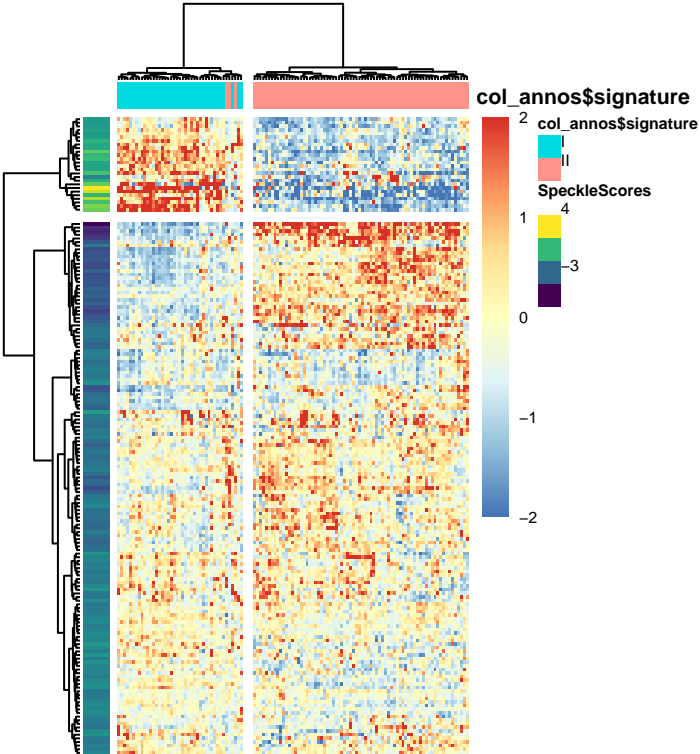 col_annos$signature
2
1
0
−1
−2
col_annos$signature
I
II
SpeckleScores
4
−3